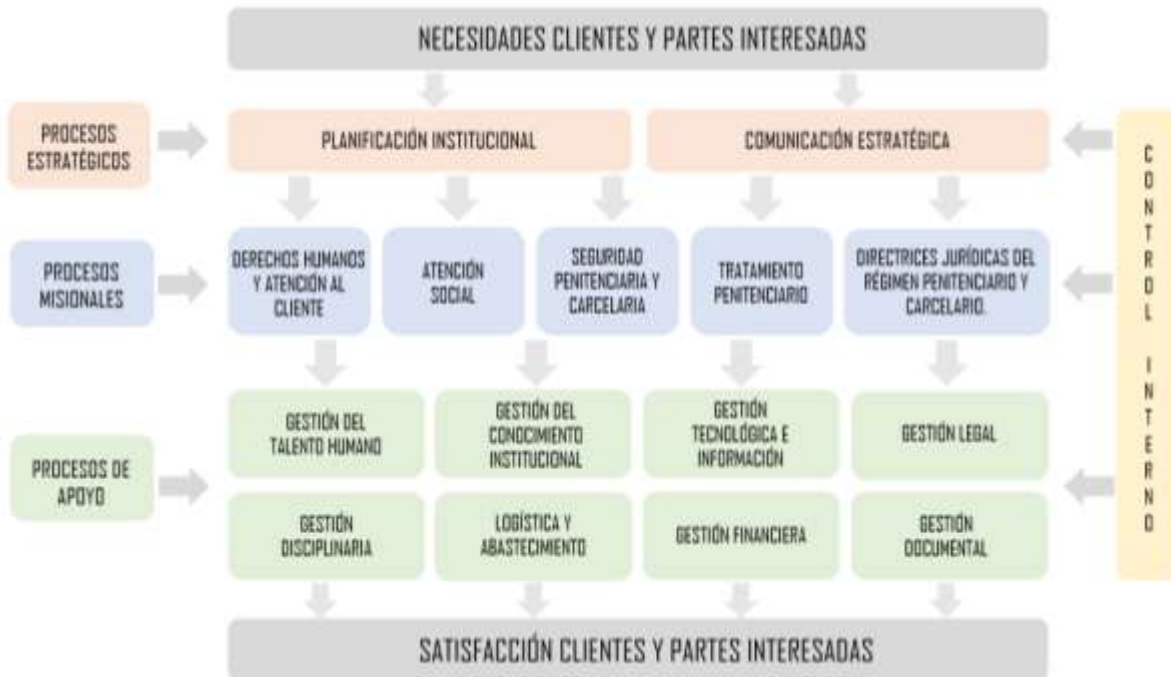 NECESIDADES CLIENTES Y PARTES INTERESADAS
PROCESOS
ESTRATÉGICOS
PLANIFICACIÓN INSTITUCIONAL
COMUNICACIÓN ESTRATÉGICA
PROCESOS
MISIONALES
DERECHOS HUMANOS
Y ATENCIÓN AL
CLIENTE
ATENCIÓN
SOCIAL
SEGURIDAD
PENITENCIARIA Y
CARCELARIA
TRATAMIENTO
PENITENCIARIO
DIRECTRICES JURÍDICAS DEL
RÉGIMEN PENITENCIARIO Y
CARCELARIO.
PROCESOS DE
APOYO
GESTIÓN DEL
TALENTO HUMANO
GESTIÓN DEL
CONOCIMIENTO
INSTITUCIONAL
GESTIÓN
TECNOLÓGICA E
INFORMACIÓN
GESTIÓN LEGAL
GESTIÓN
DISCIPLINARIA
LOGÍSTICA Y
ABASTECIMIENTO
GESTIÓN FINANCIERA
GESTIÓN
DOCUMENTAL
CONTROL INTERNO
SATISFACCIÓN CLIENTES Y PARTES INTERESADAS